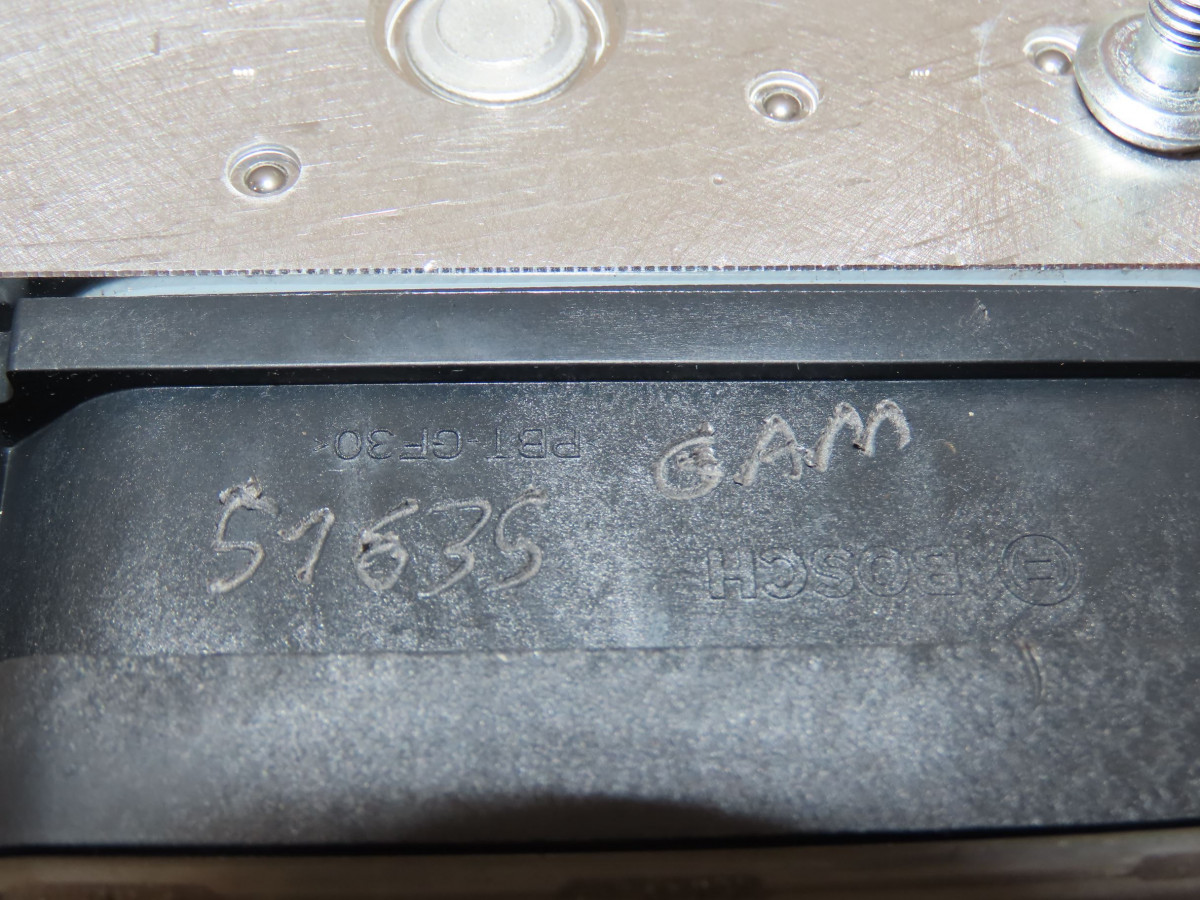 GAM
51635
PBT-GF30<
BOSCH